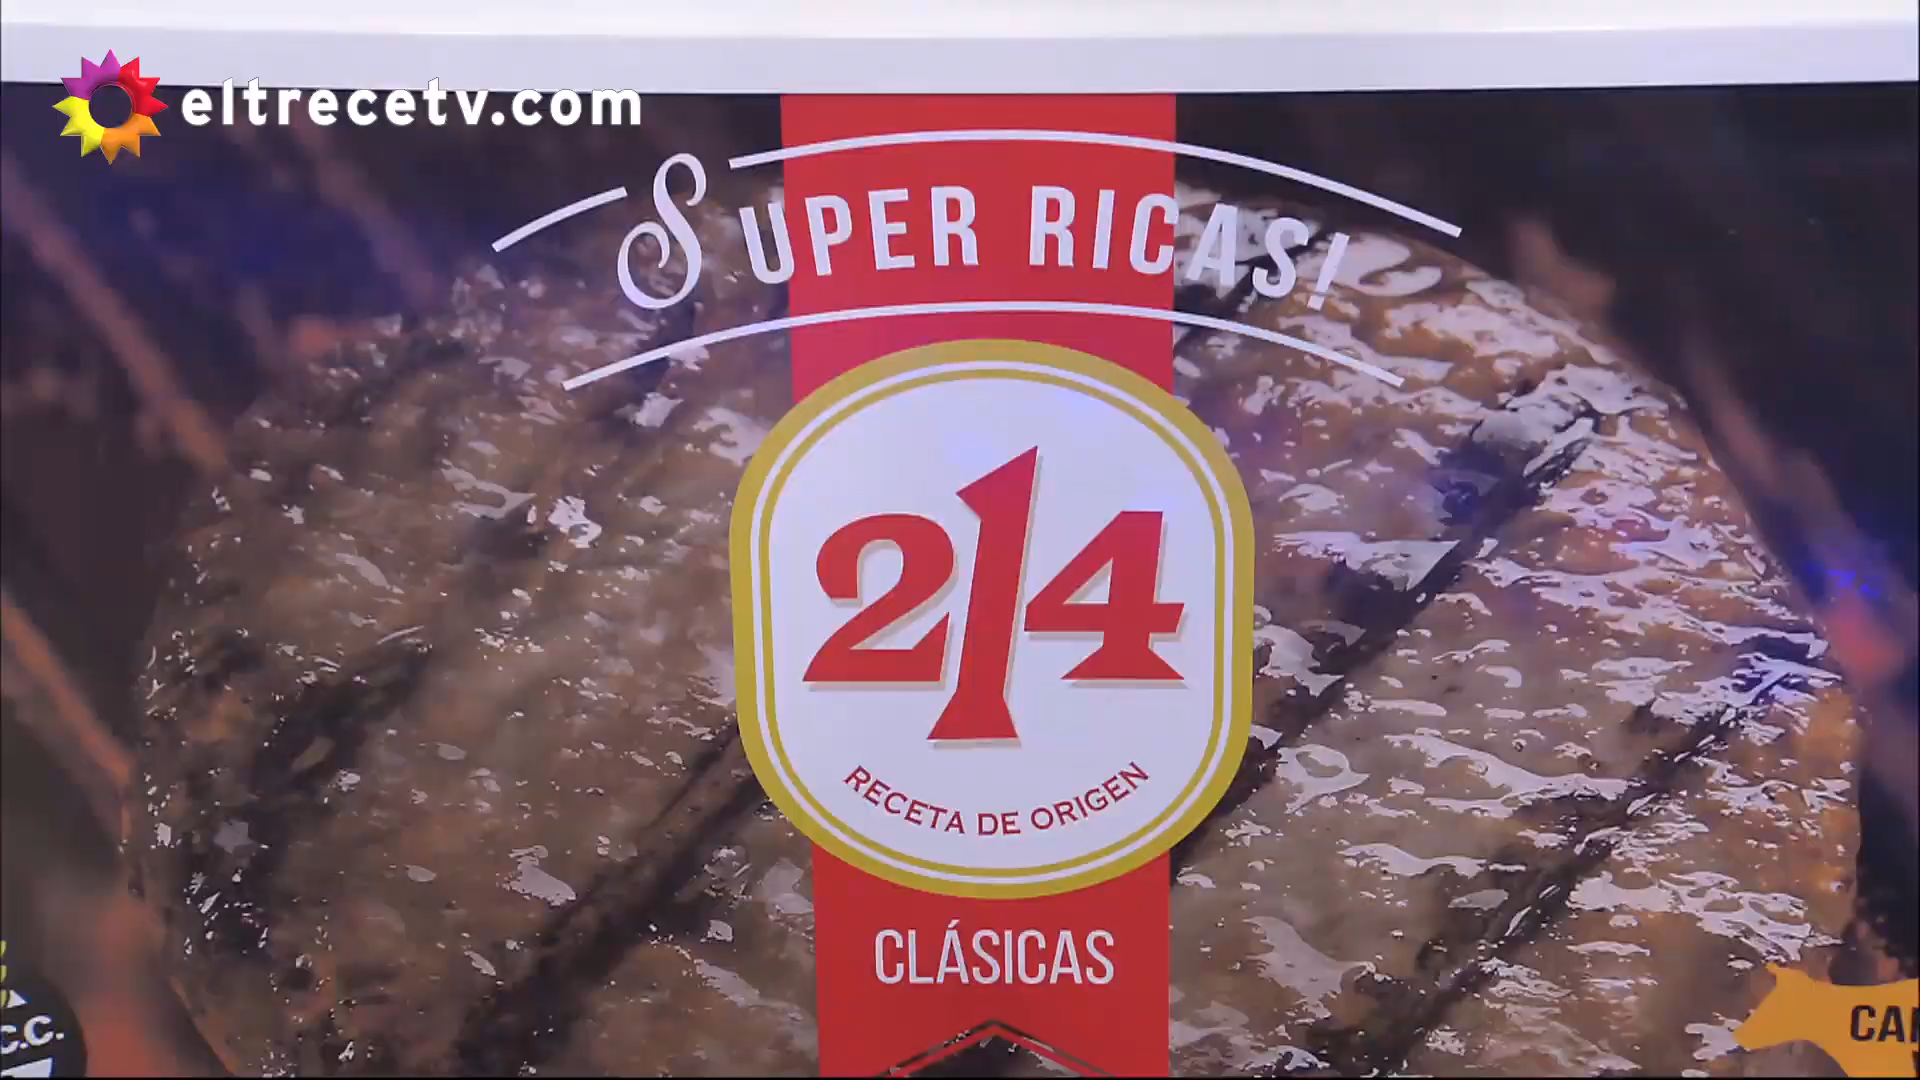 eltrecetv.com
SUPER RICAS!
214
RECETA DE ORIGEN
CLÁSICAS
C.C.